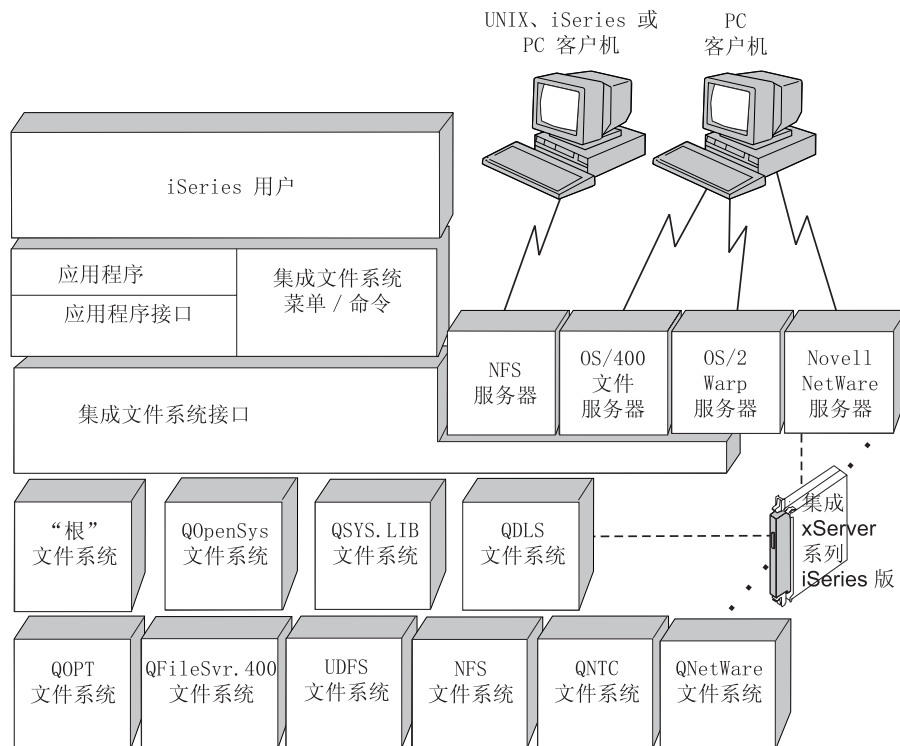 UNIX、iSeries 或
PC 客户机
PC
客户机
iSeries 用户
应用程序
应用程序接口
集成文件系统
菜单 / 命令
集成文件系统接口
NFS
服务器
OS/400
文件
服务器
OS/2
Warp
服务器
Novell
NetWare
服务器
“根”
文件系统
QOpenSys
文件系统
QSYS.LIB
文件系统
QDLS
文件系统
集成
xServer
系列
iSeries 版
QOPT
文件系统
QFileSvr.400
文件系统
UDFS
文件系统
NFS
文件系统
QNTC
文件系统
QNetWare
文件系统